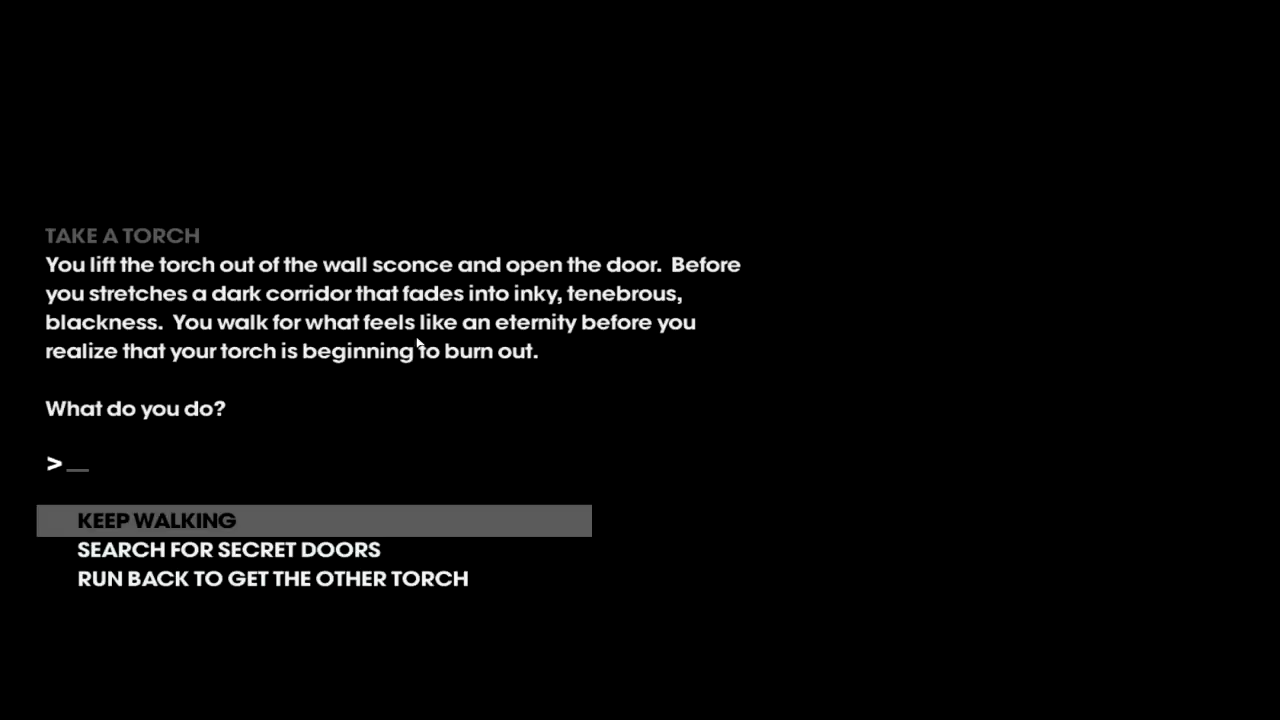 TAKE A TORCH
You lift the torch out of the wall sconce and open the door.  Before
you stretches a dark corridor that fades into inky, tenebrous,
blackness.  You walk for what feels like an eternity before you
realize that your torch is beginning to burn out.
What do you do?
>__
KEEP WALKING
SEARCH FOR SECRET DOORS
RUN BACK TO GET THE OTHER TORCH